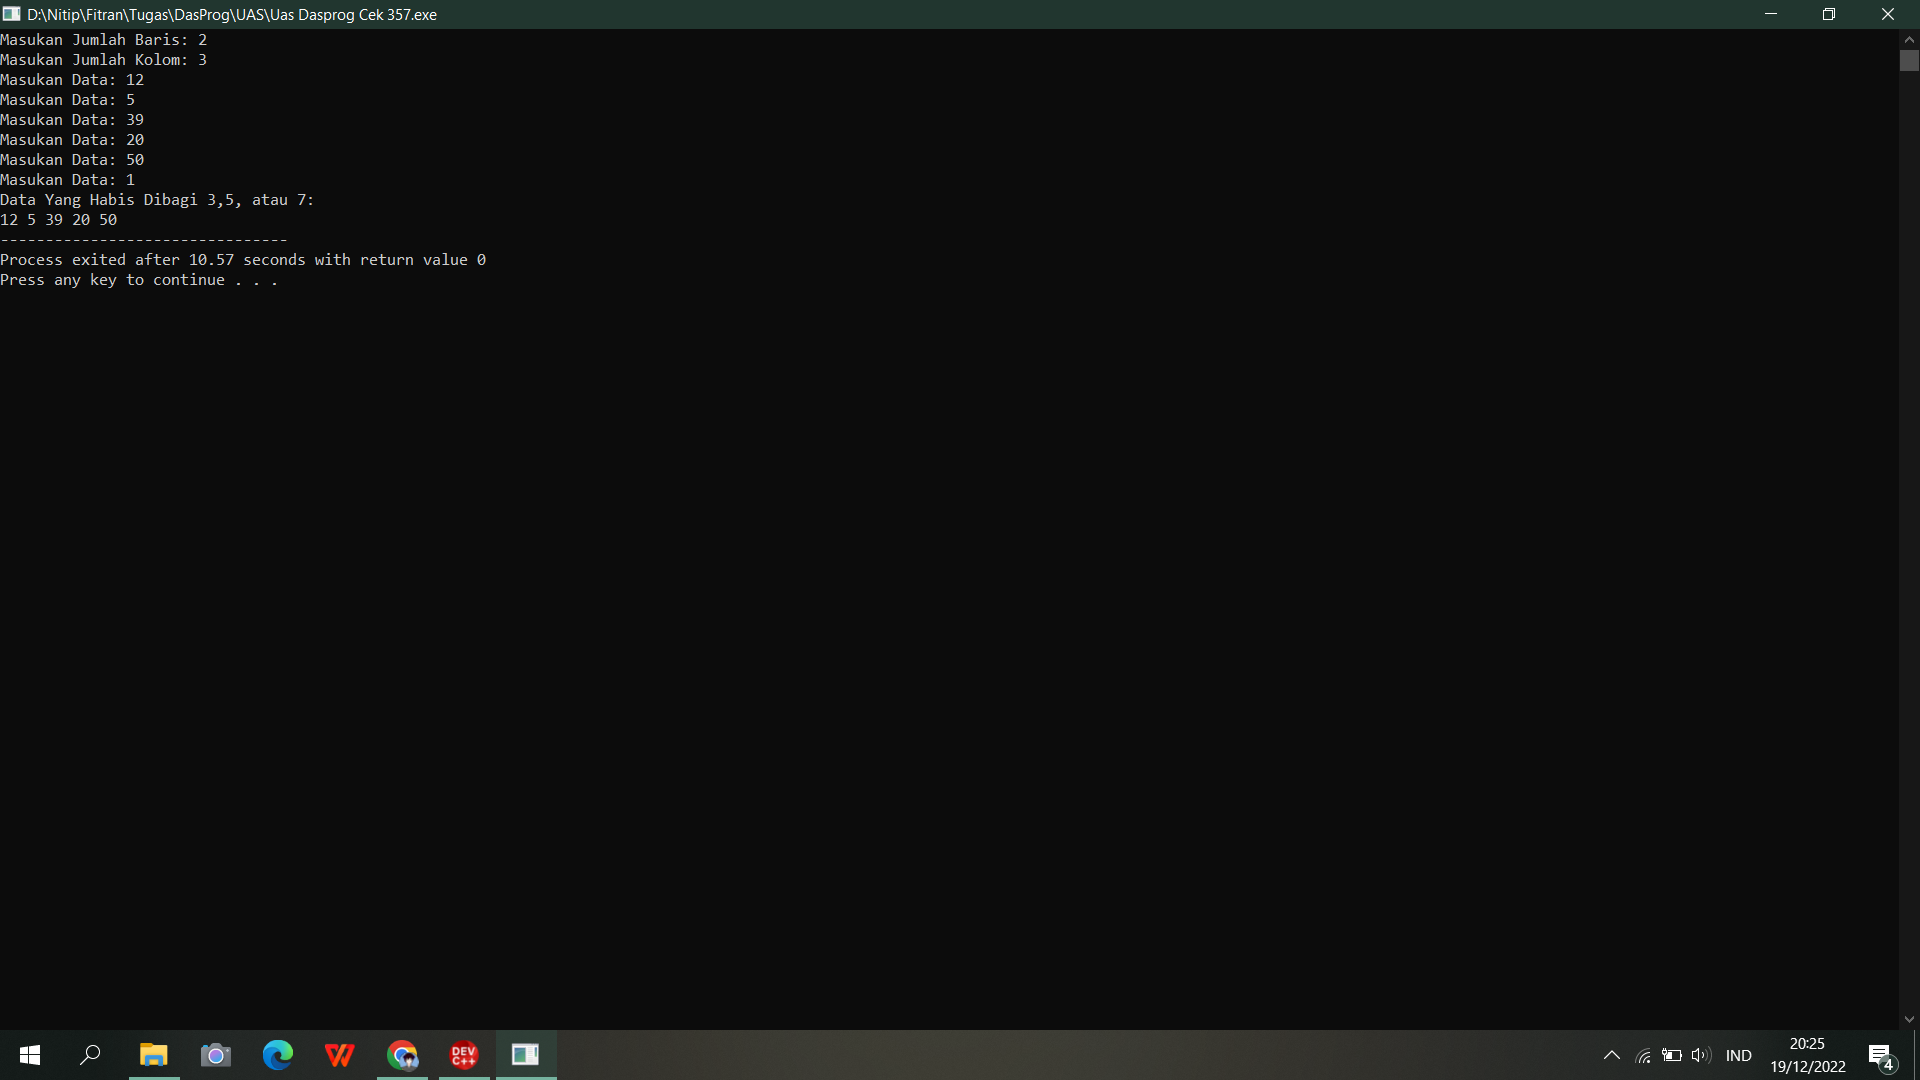 D:\Nitip\Fitran\Tugas\DasProg\UAS\Uas Dasprog Cek 357.exe
Masukan Jumlah Baris: 2
Masukan Jumlah Kolom: 3
Masukan Data: 12
Masukan Data: 5
Masukan Data: 39
Masukan Data: 20
Masukan Data: 50
Masukan Data: 1
Data Yang Habis Dibagi 3,5, atau 7:
12 5 39 20 50
--------------------------------
Process exited after 10.57 seconds with return value 0
Press any key to continue . . .
DEV
C++
IND
20:25
19/12/2022
4